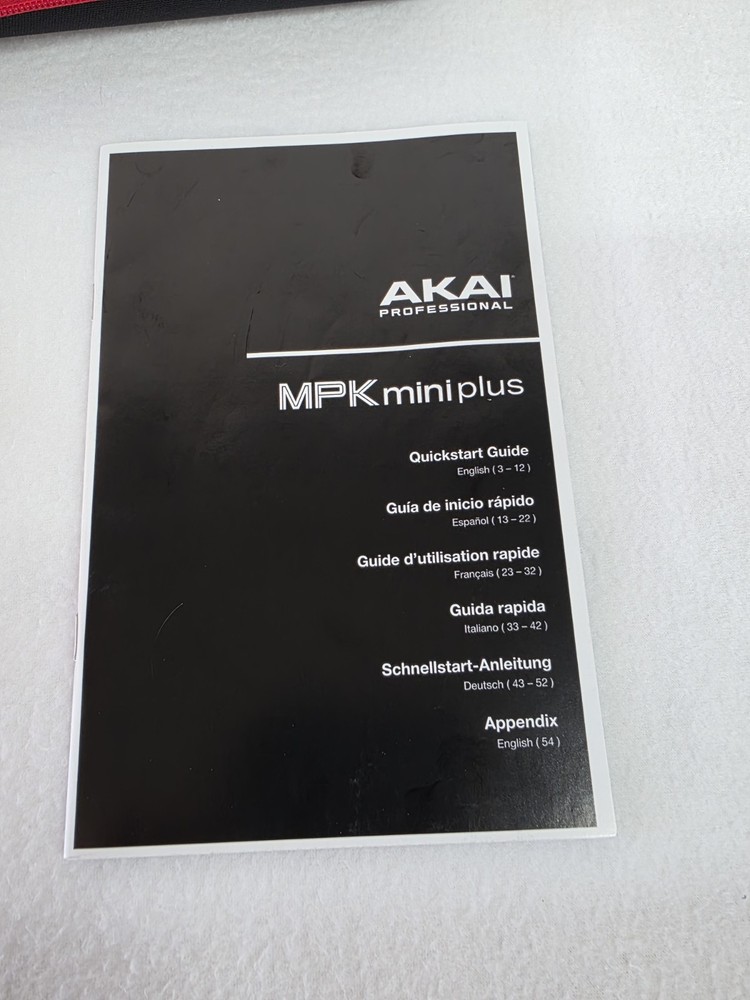 AKAI
PROFESSIONAL
MPK mini plus
Quickstart Guide
English ( 3 – 12 )
Guía de inicio rápido
Español ( 13 – 22 )
Guide d’utilisation rapide
Français ( 23 – 32 )
Guida rapida
Italiano ( 33 – 42 )
Schnellstart-Anleitung
Deutsch ( 43 – 52 )
Appendix
English ( 54 )